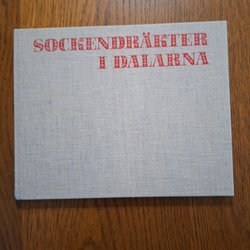 SOCKENDRÄKTER
I DALARNA